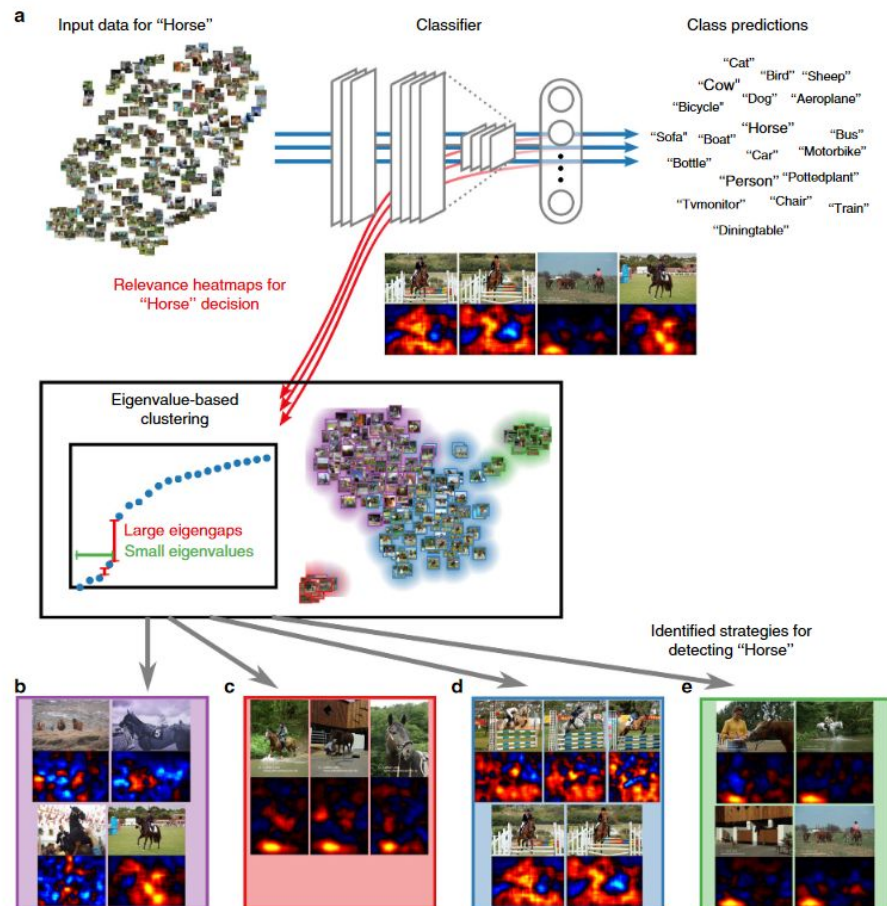 a
Input data for “Horse”
Classifier
Class predictions
“Cat”
“Bird”
“Sheep”
“Cow”
“Bicycle”
“Dog”
“Aeroplane”
“Sofa”
“Boat”
“Horse”
“Bus”
“Bottle”
“Car”
“Motorbike”
“Person”
“Pottedplant”
“Tvmonitor”
“Chair”
“Train”
“Diningtable”
Relevance heatmaps for
“Horse” decision
Eigenvalue-based
clustering
Large eigengaps
Small eigenvalues
Identified strategies for
detecting “Horse”
b
c
d
e
5